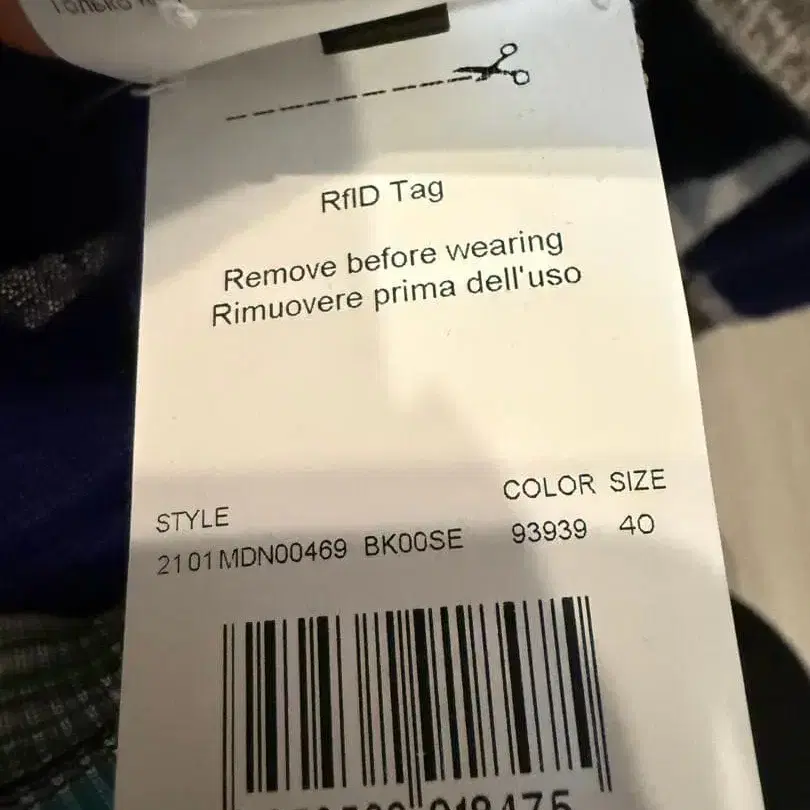 RfID Tag
Remove before wearing
Rimuovere prima dell'uso
STYLE COLOR SIZE
2101MDN00469 BK00SE 93939 40